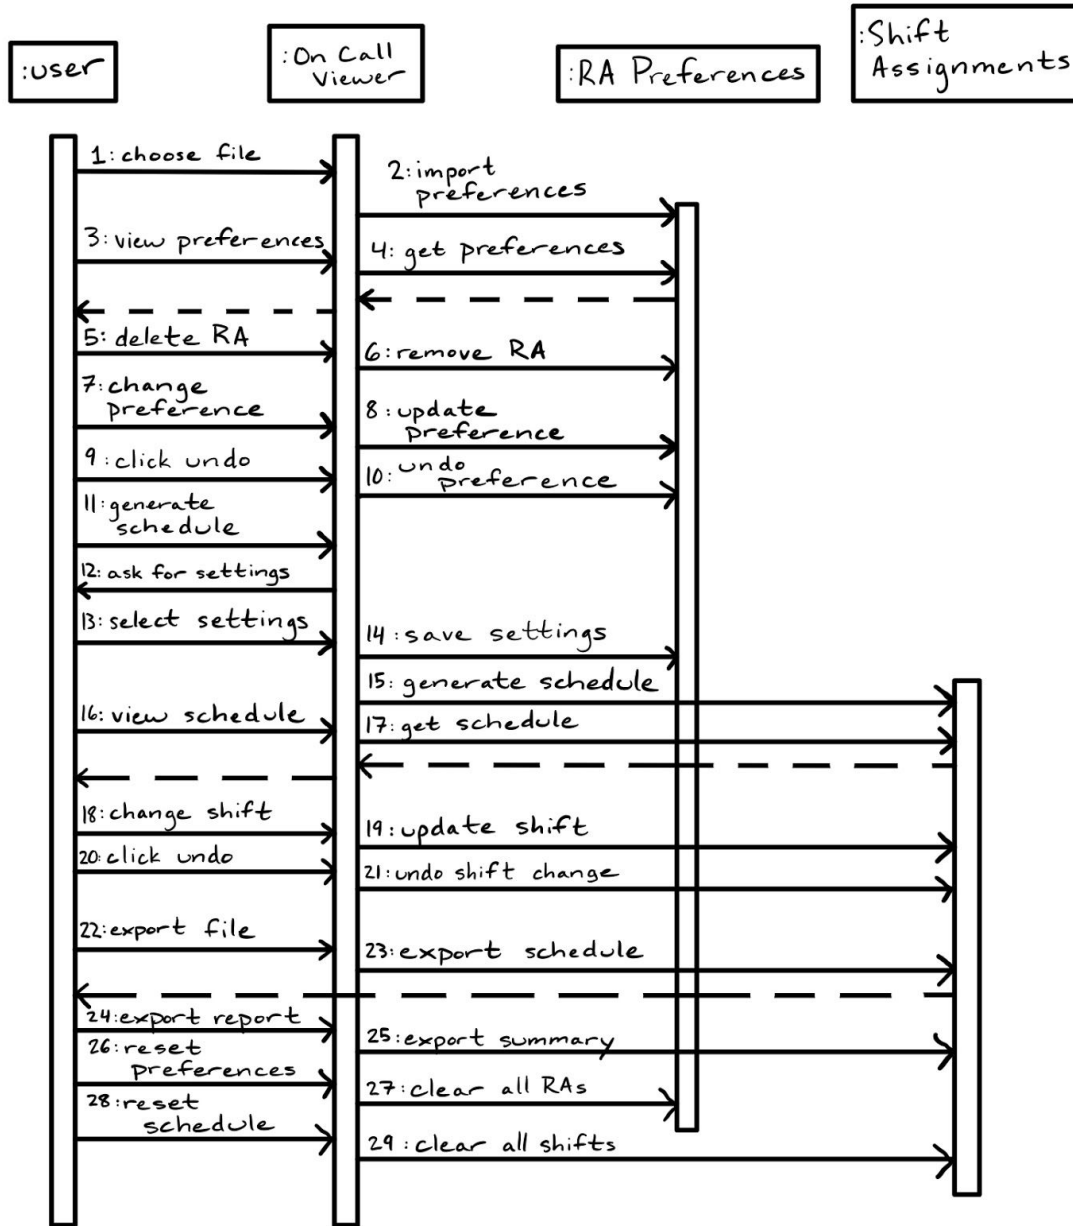 :user
:On Call
Viewer
:RA Preferences
:Shift
Assignments
1: choose file
2: import
preferences
3: view preferences
4: get preferences
5: delete RA
6: remove RA
7: change
preference
8: update
preference
9: click undo
10: undo
preference
11: generate
schedule
12: ask for settings
13: select settings
14: save settings
15: generate schedule
16: view schedule
17: get schedule
18: change shift
19: update shift
20: click undo
21: undo shift change
22: export file
23: export schedule
24: export report
25: export summary
26: reset
preferences
27: clear all RAs
28: reset
schedule
29: clear all shifts